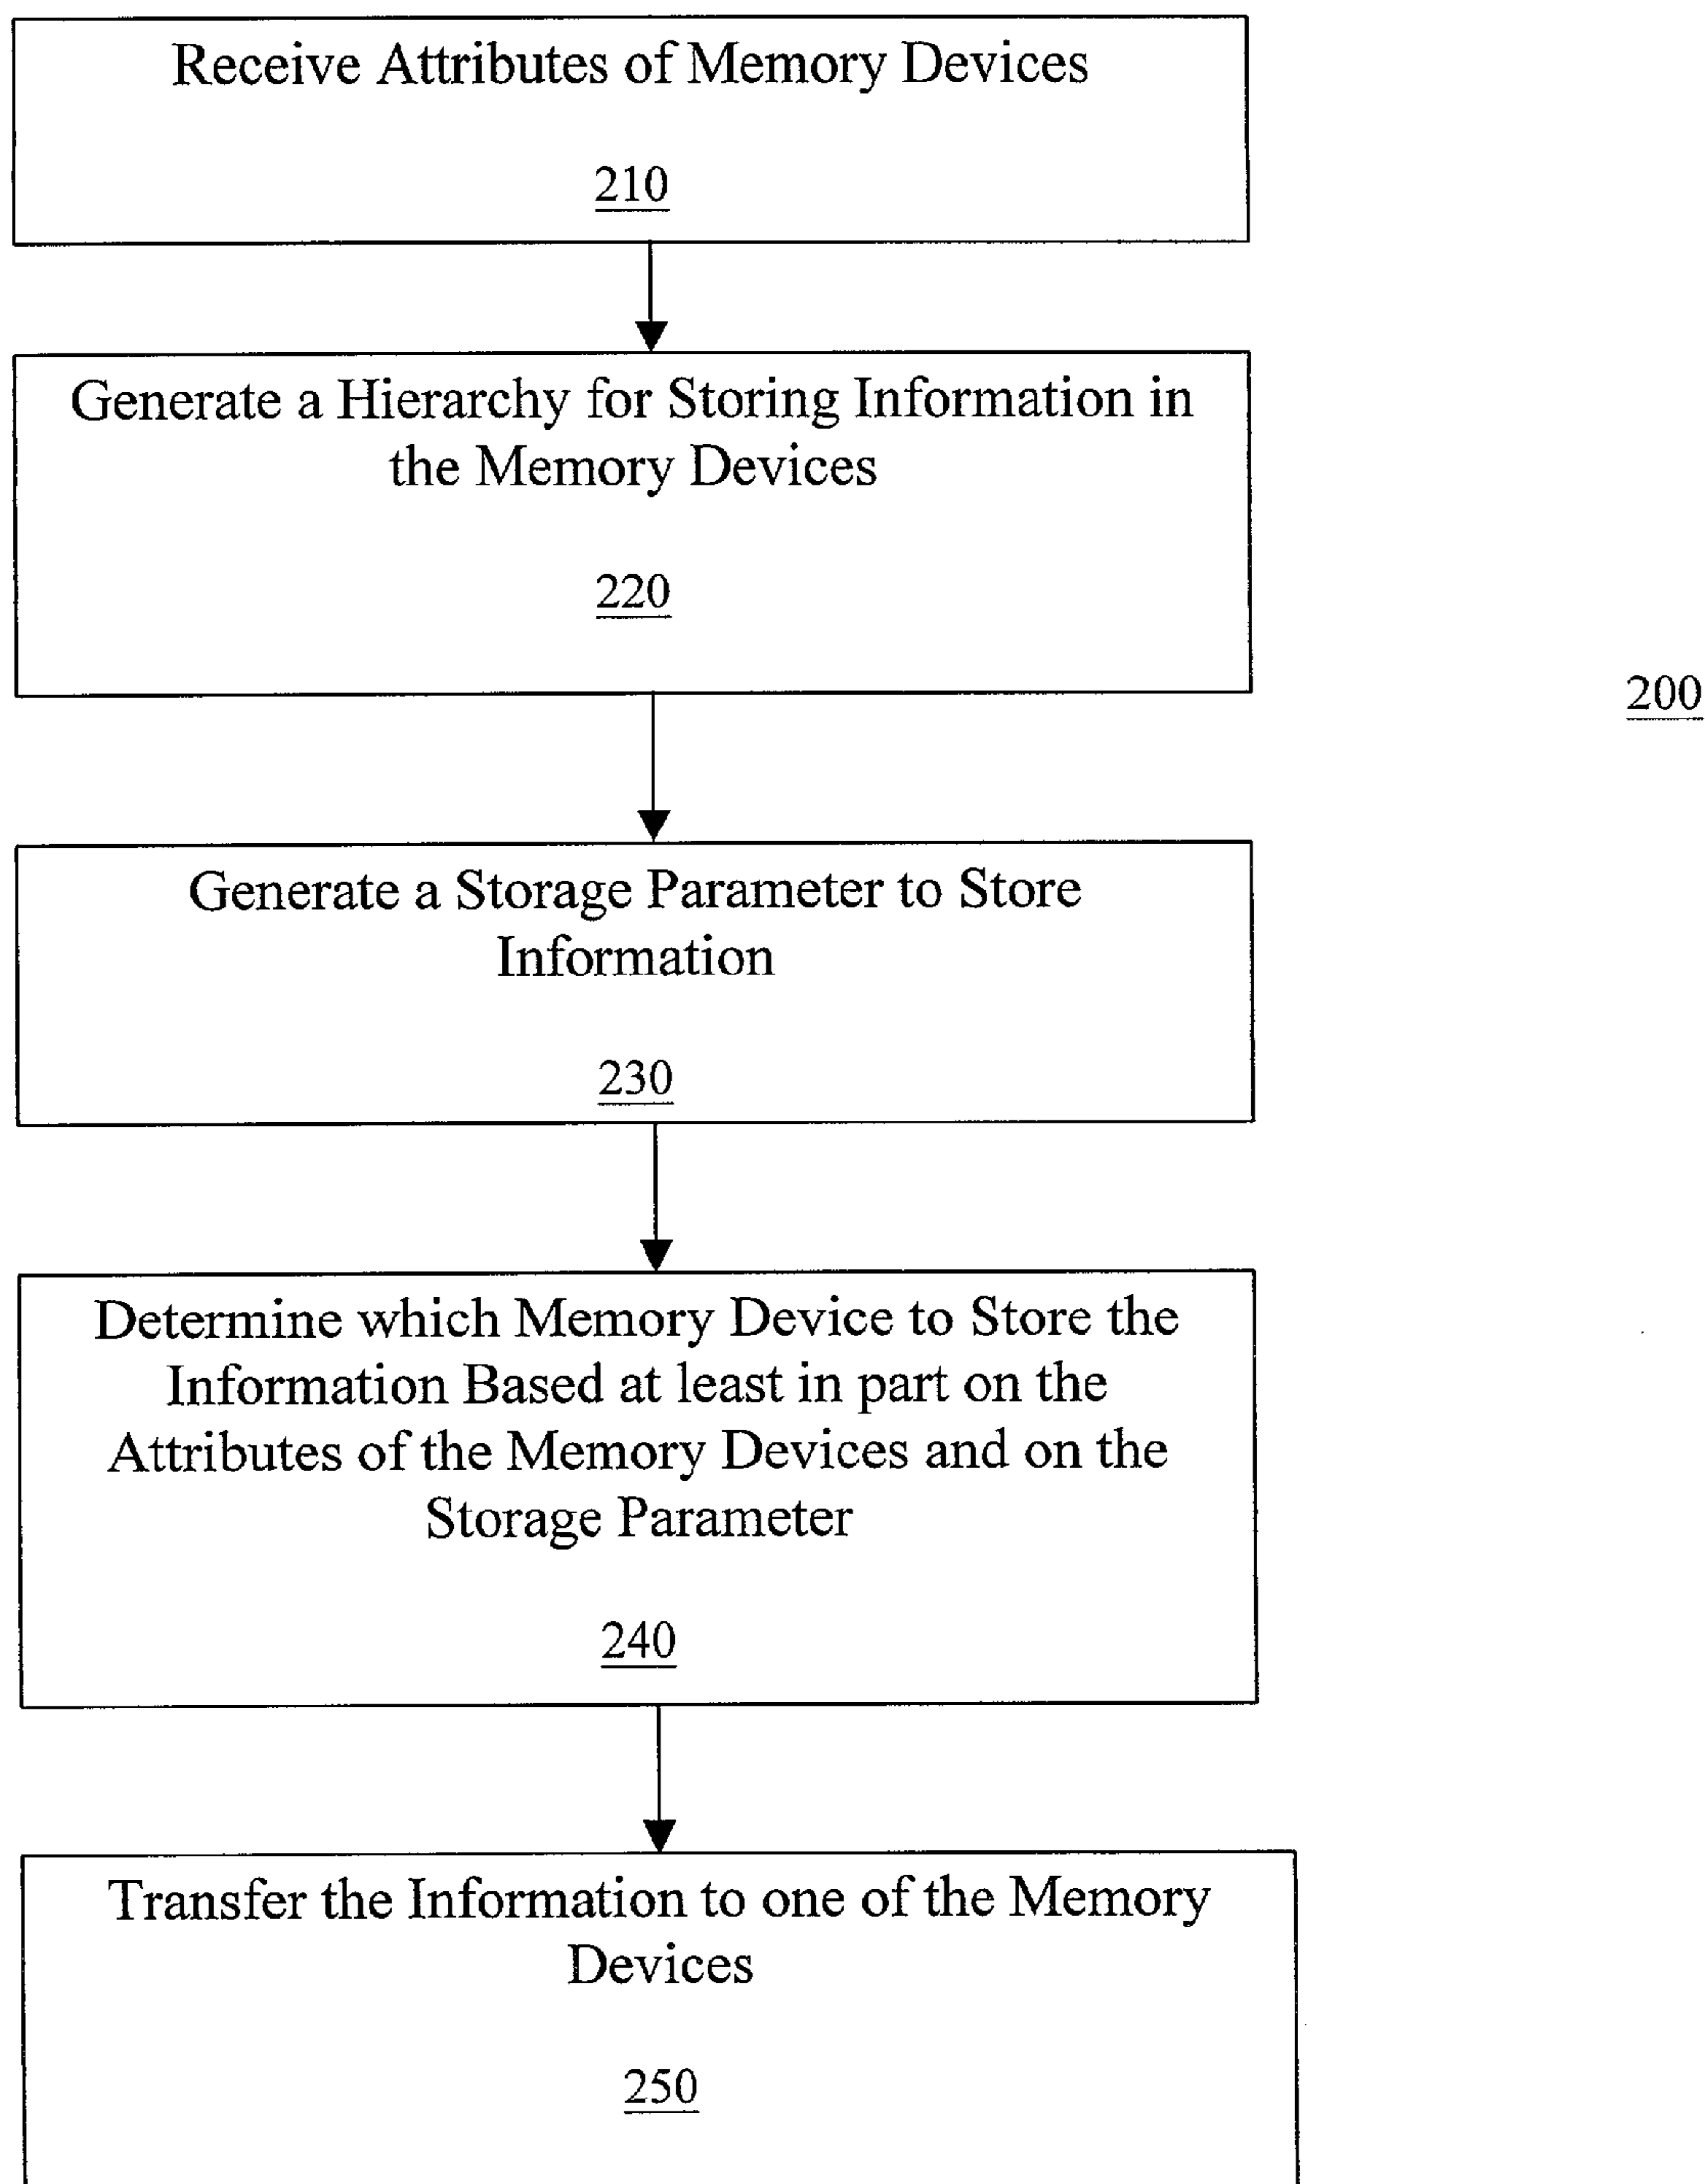 Receive Attributes of Memory Devices
210
Generate a Hierarchy for Storing Information in
the Memory Devices
220
200
Generate a Storage Parameter to Store
Information
230
Determine which Memory Device to Store the
Information Based at least in part on the
Attributes of the Memory Devices and on the
Storage Parameter
240
Transfer the Information to one of the Memory
Devices
250